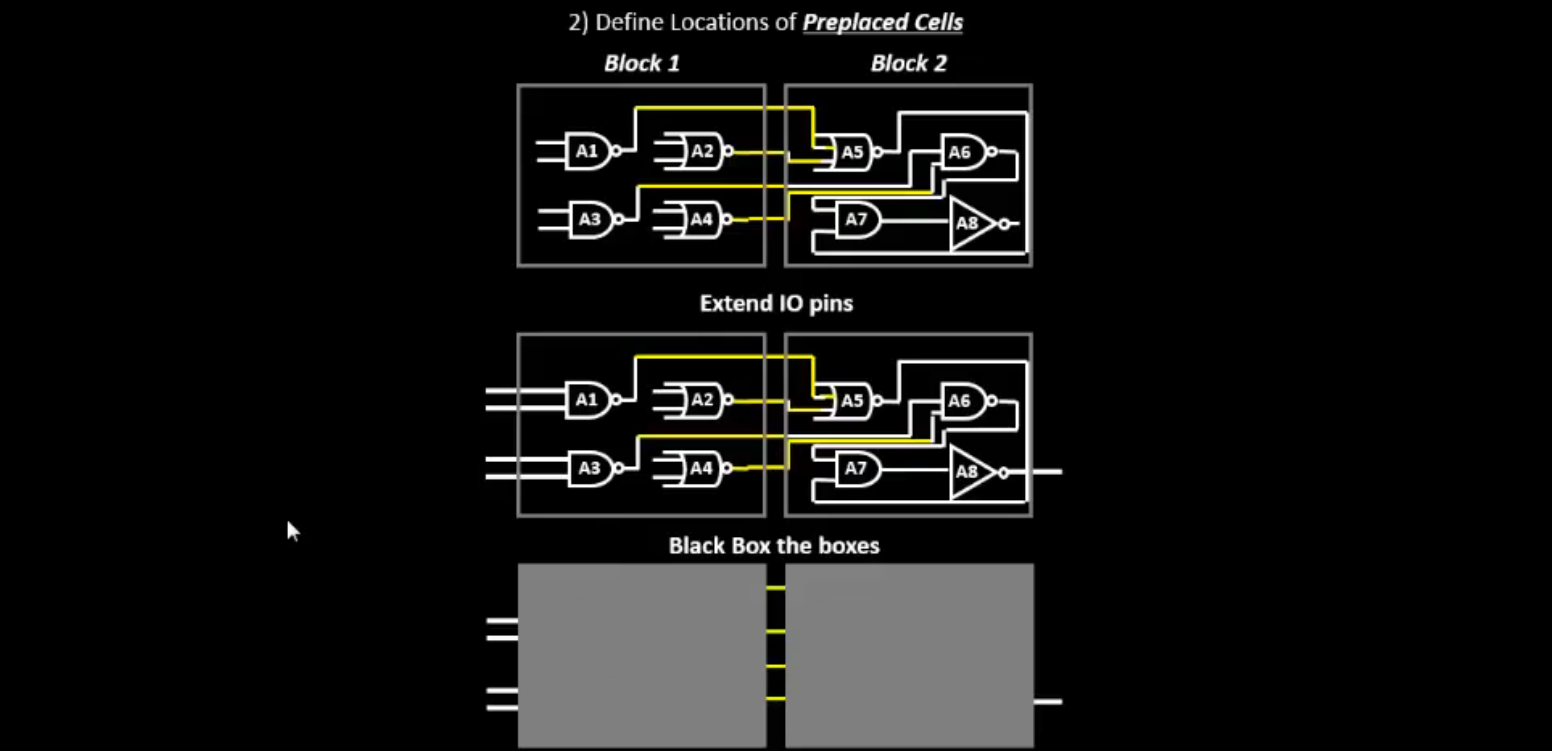 2) Define Locations of Preplaced Cells
Block 1
Block 2
A1
A2
A5
A6
A3
A4
A7
A8
Extend IO pins
A1
A2
A5
A6
A3
A4
A7
A8
Black Box the boxes